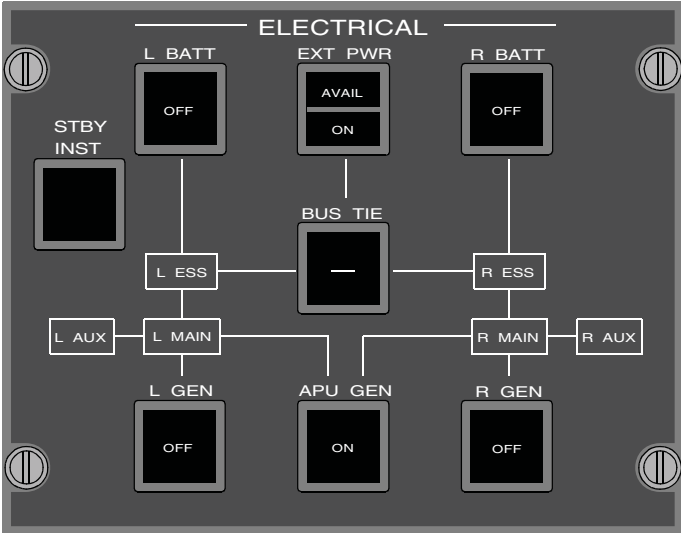 ELECTRICAL
L BATT
EXT PWR
R BATT
OFF
AVAIL
ON
OFF
STBY
INST
BUS TIE
L ESS
R ESS
L AUX
L MAIN
R MAIN
R AUX
L GEN
APU GEN
R GEN
OFF
ON
OFF